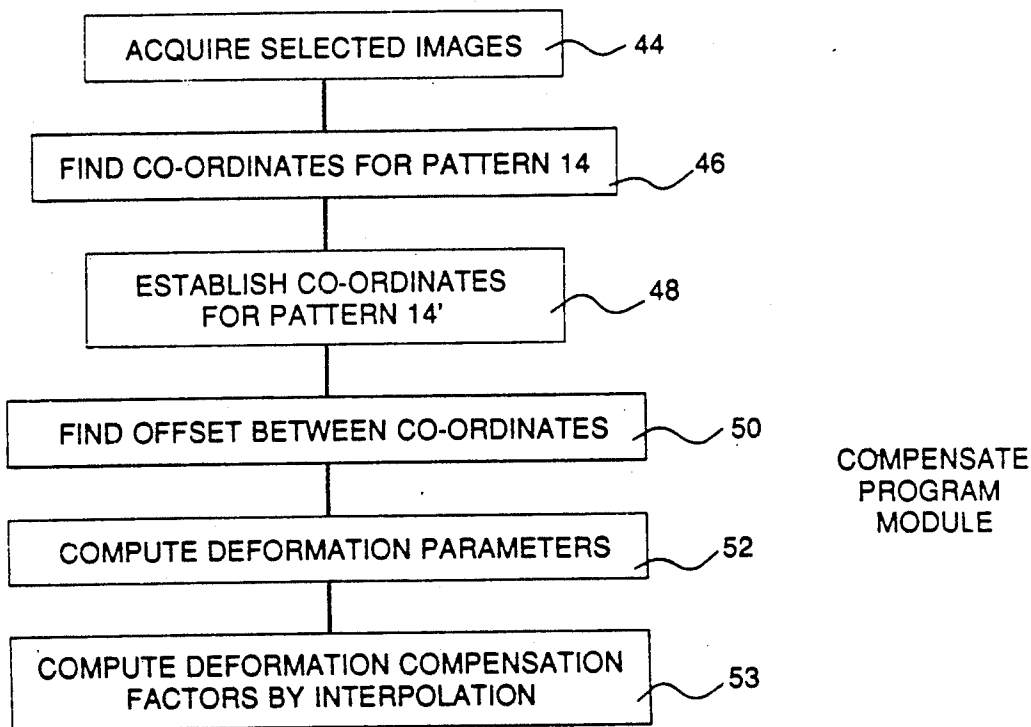 ACQUIRE SELECTED IMAGES 44
FIND CO-ORDINATES FOR PATTERN 14 46
ESTABLISH CO-ORDINATES
FOR PATTERN 14' 48
FIND OFFSET BETWEEN CO-ORDINATES 50
COMPENSATE
PROGRAM
MODULE
COMPUTE DEFORMATION PARAMETERS 52
COMPUTE DEFORMATION COMPENSATION
FACTORS BY INTERPOLATION 53